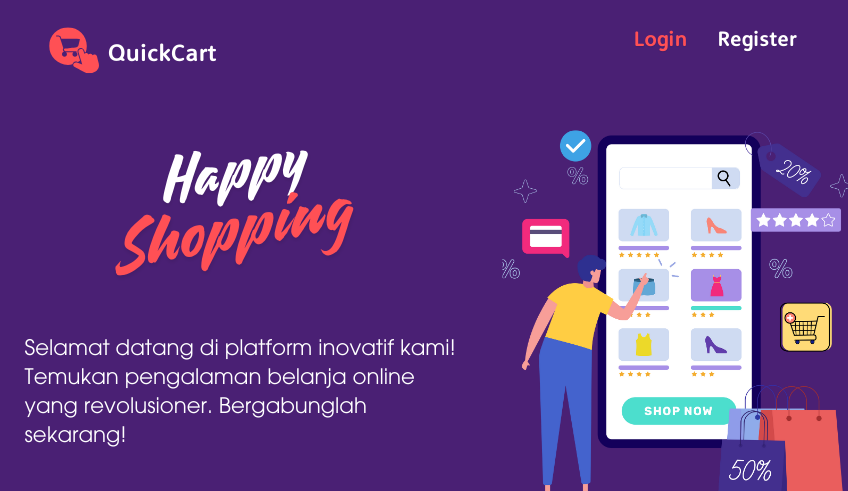 QuickCart
Login
Register
Happy
Shopping
Selamat datang di platform inovatif kami!
Temukan pengalaman belanja online
yang revolusioner. Bergabunglah
sekarang!
%
20%
%
%
SHOP NOW
50%